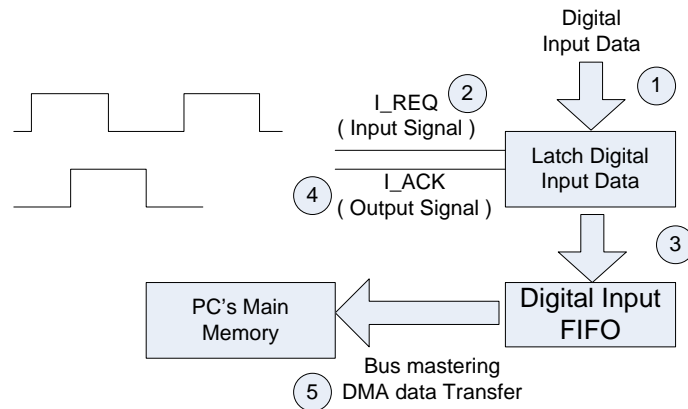 Digital
Input Data
1
2
I_REQ
( Input Signal )
Latch Digital
Input Data
4
I_ACK
( Output Signal )
3
PC's Main
Memory
Digital Input
FIFO
Bus mastering
5
DMA data Transfer